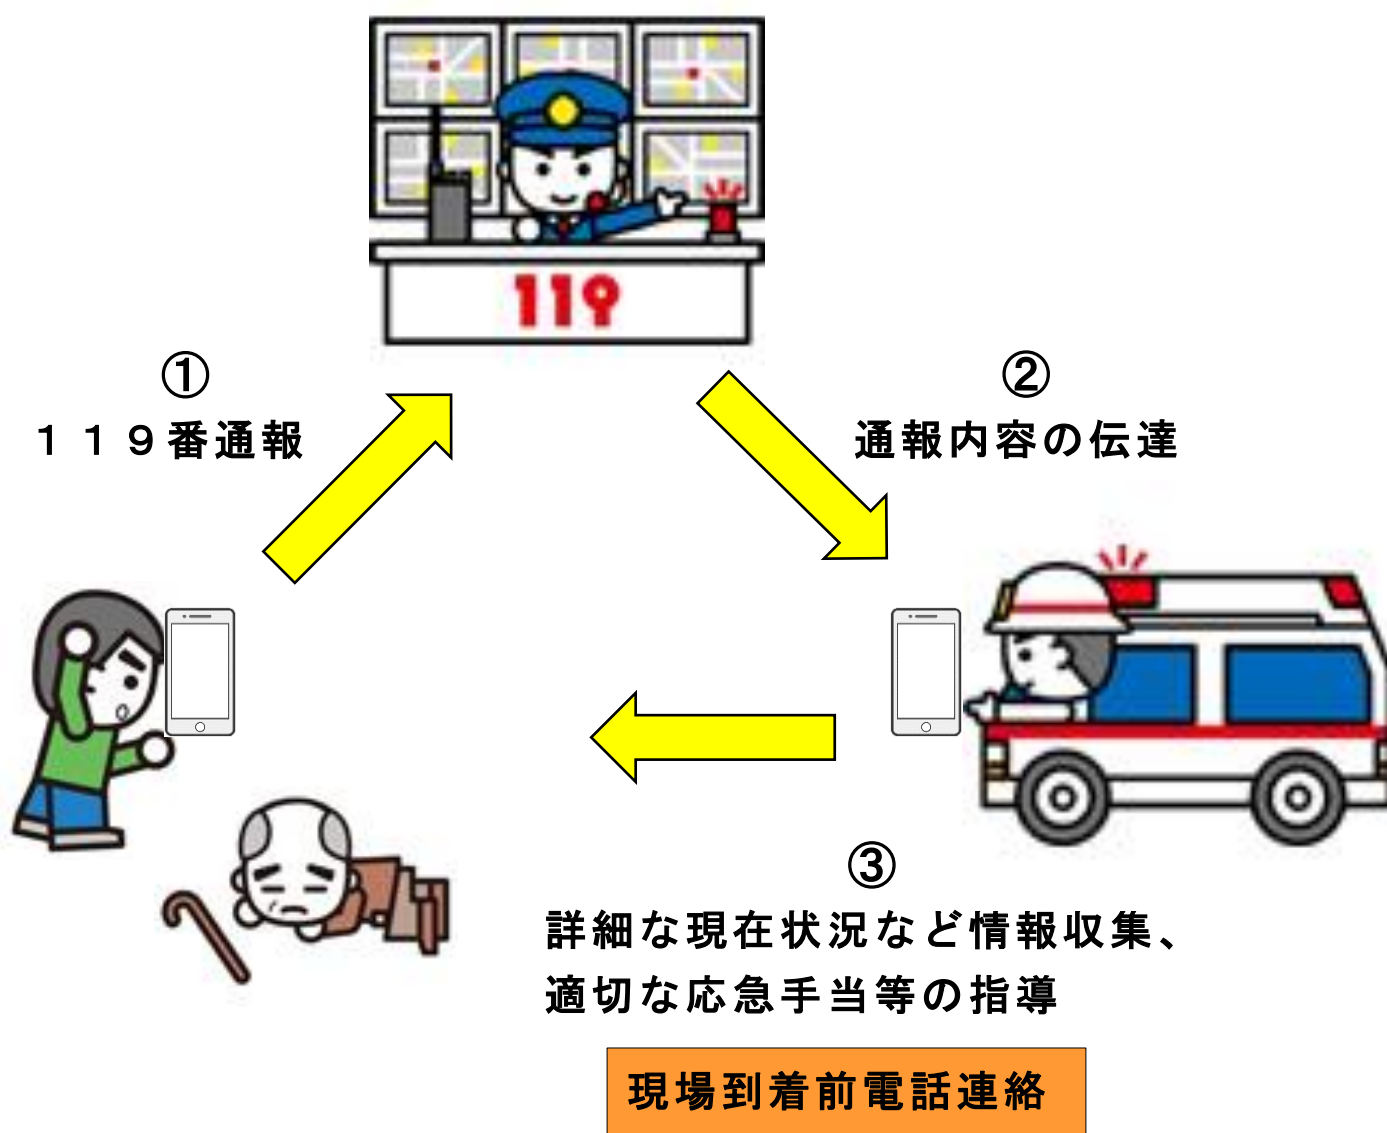 119
①
１１９番通報
②
通報内容の伝達
③
詳細な現在状況など情報収集、
適切な応急手当等の指導
現場到着前電話連絡